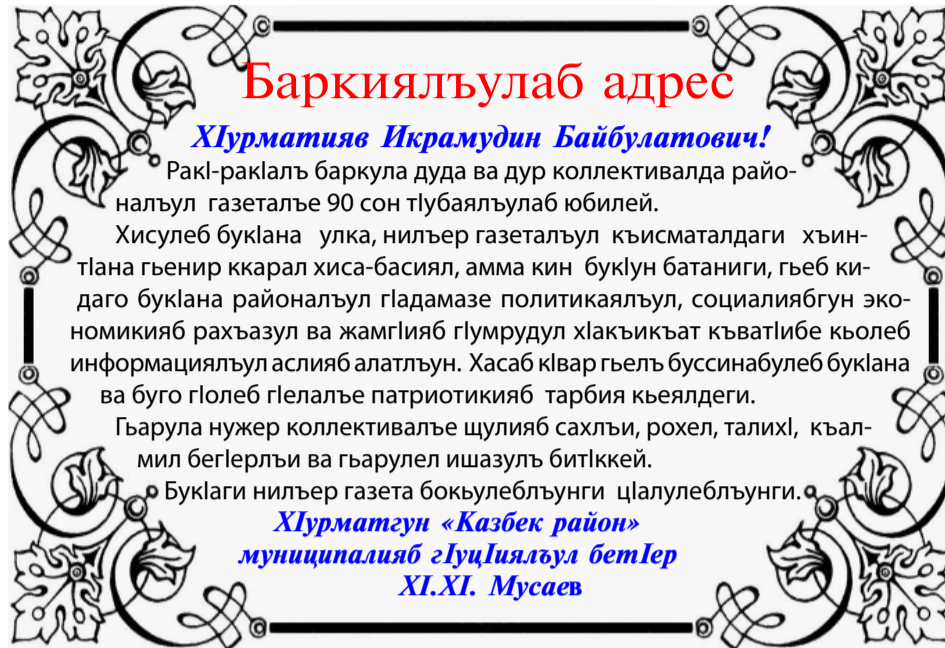 Баркиялъулаб адрес
ХIурматияв Икрамудин Байбулатович!
РакI-ракIалъ баркула дуда ва дур коллективалда райо-
налъул газеталъе 90 сон тIубаялъулаб юбилей.
Хисулеб букIана улка, нилъер газеталъул къисматалдаги хъин-
тIана гьенир ккарал хиса-басиял, амма кин букIун батаниги, гьеб ки-
даго букIана районалъул гIадамазе политикаялъул, социалиябгун эко-
номикияб рахъазул ва жамгIияб гIумрудул хIакъикъат къватIибе кьолеб
информациялъул аслияб алатлъун. Хасаб кIвар гьелъ буссинабулеб букIана
ва буго гIолеб гIелалъе патриотикияб тарбия кьеялдеги.
Гьарула нужер коллективалъе щулияб сахлъи, рохел, талихI, къал-
мил бегIерлъи ва гьарулел ишазулъ битIккей.
БукIаги нилъер газета бокьулеблъунги цIалулеблъунги.
ХIурматгун «Казбек район»
муниципалияб гIуцIиялъул бетIер
ХI.ХI. Мусаев